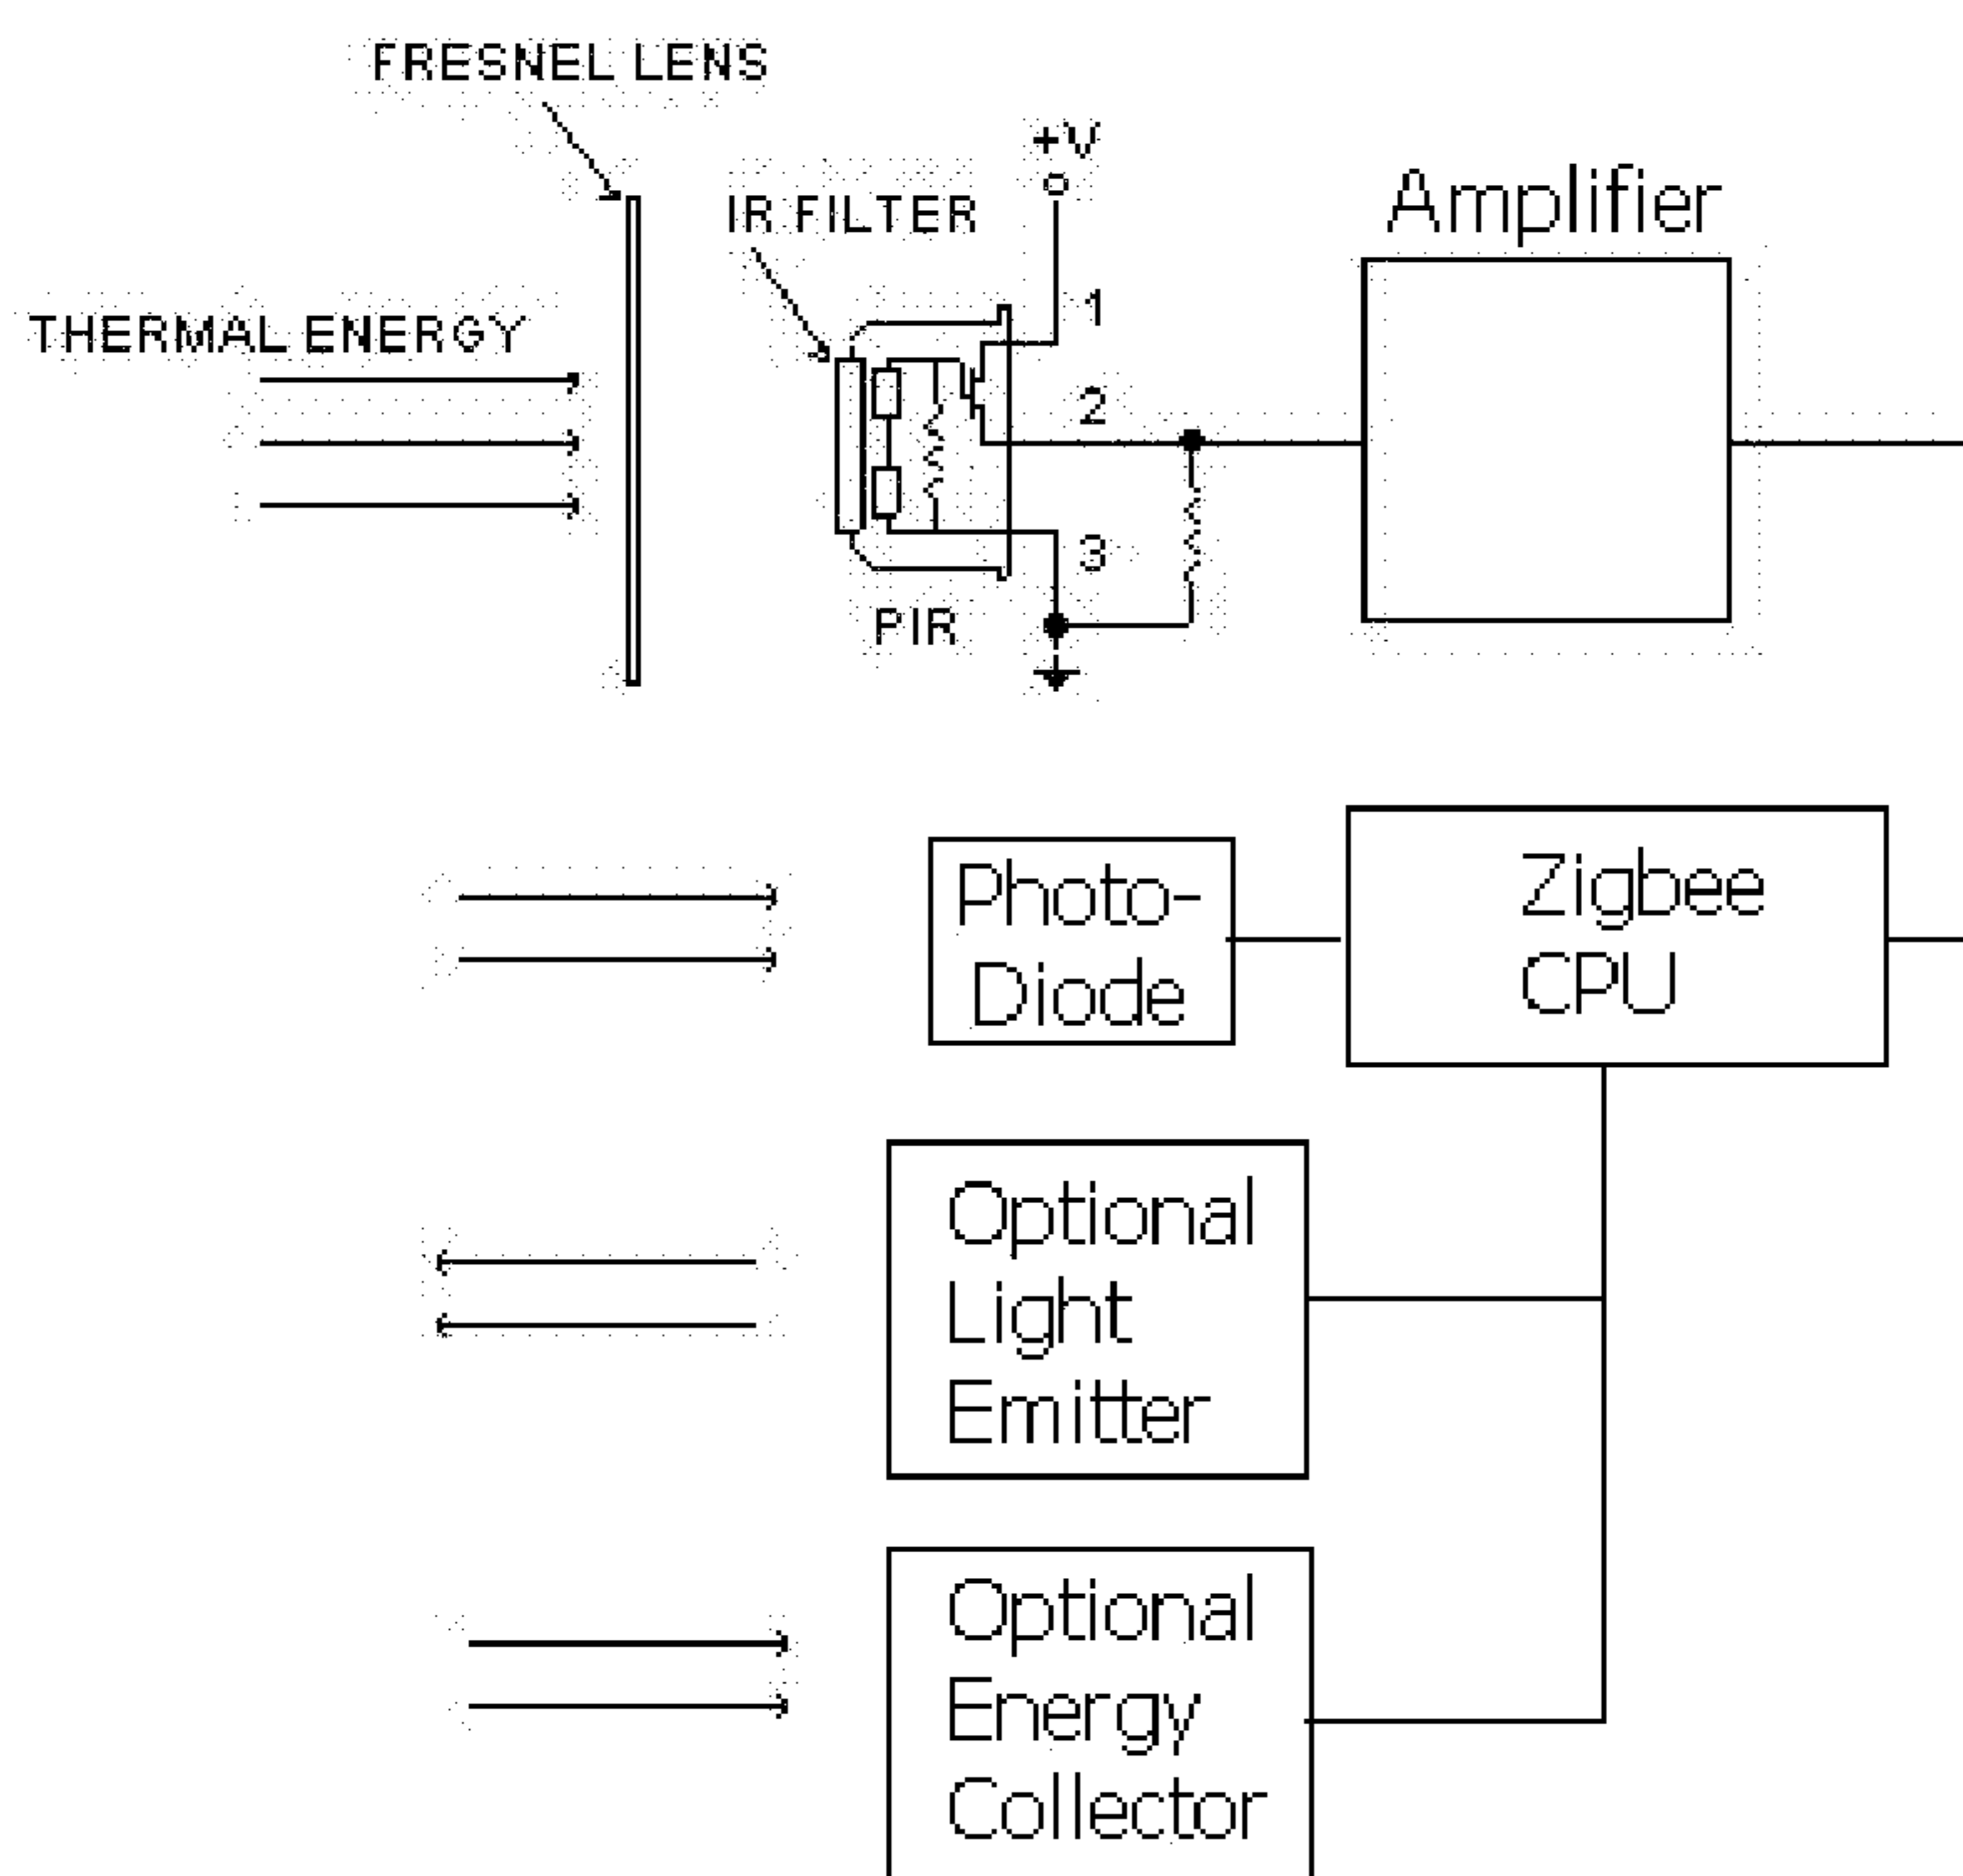 FRESNEL LENS
+V
IR FILTER
Amplifier
1
THERMAL ENERGY
2
3
PIR
Photo-
Diode
Zigbee
CPU
Optional
Light
Emitter
Optional
Energy
Collector